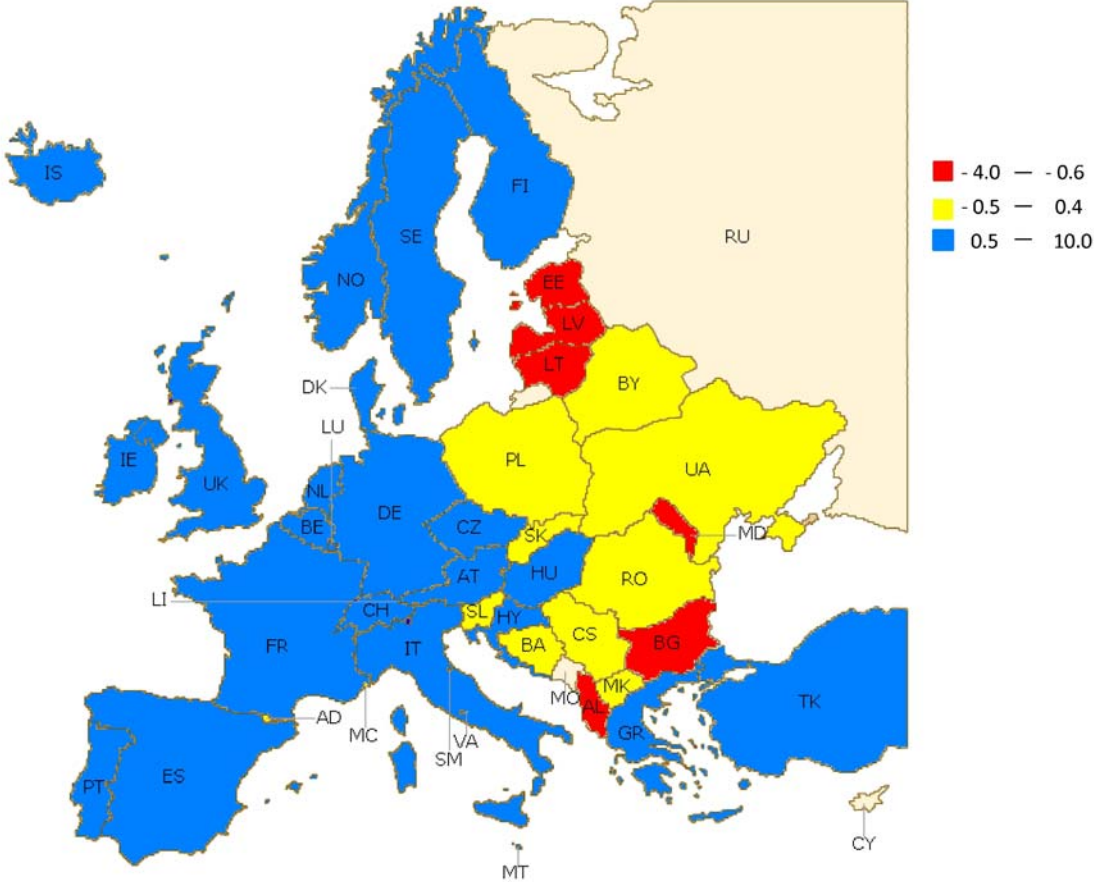 IS
FI
SE
NO
RU
- 4.0 — - 0.6
- 0.5 — 0.4
0.5 — 10.0
EE
LV
LT
BY
DK
LU
PL
IE
UK
NL
BE
DE
CZ
UA
SK
MD
AT
HU
RO
LI
CH
SL
HY
IT
FR
BA
CS
BG
MO
MK
AL
GR
TK
AD
MC
SM
VA
PT
ES
CY
MT